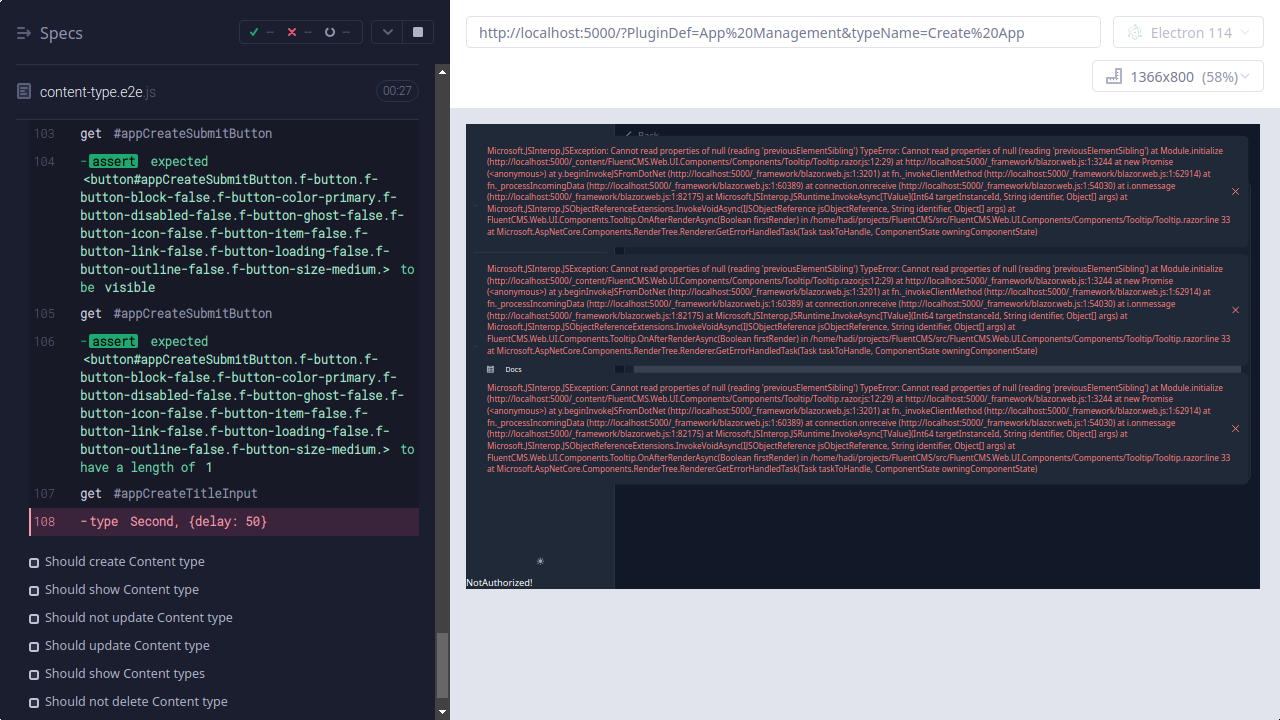 Specs
-- -- --
content-type.e2e.js
00:27
103 get #appCreateSubmitButton
104 -assert expected
<button#appCreateSubmitButton.f-button.f-
button-block-false.f-button-color-primary.f-
button-disabled-false.f-button-ghost-false.f-
button-icon-false.f-button-item-false.f-
button-link-false.f-button-loading-false.f-
button-outline-false.f-button-size-medium.> to
be visible
105 get #appCreateSubmitButton
106 -assert expected
<button#appCreateSubmitButton.f-button.f-
button-block-false.f-button-color-primary.f-
button-disabled-false.f-button-ghost-false.f-
button-icon-false.f-button-item-false.f-
button-link-false.f-button-loading-false.f-
button-outline-false.f-button-size-medium.> to
have a length of 1
107 get #appCreateTitleInput
108 -type Second, {delay: 50}
Should create Content type
Should show Content type
Should not update Content type
Should update Content type
Should show Content types
Should not delete Content type
http://localhost:5000/?PluginDef=App%20Management&typeName=Create%20App
Electron 114
1366x800 (58%)
Back
Microsoft.JSInterop.JSException: Cannot read properties of null (reading 'previousElementSibling') TypeError: Cannot read properties of null (reading 'previousElementSibling') at Module.initialize
(http://localhost:5000/_content/FluentCMS.Web.UI.Components/Components/Tooltip/Tooltip.razor.js:12:29) at http://localhost:5000/_framework/blazor.web.js:1:3244 at new Promise
(<anonymous>) at y.beginInvokeJSFromDotNet (http://localhost:5000/_framework/blazor.web.js:1:3201) at fn._invokeClientMethod (http://localhost:5000/_framework/blazor.web.js:1:62914) at
fn._processIncomingData (http://localhost:5000/_framework/blazor.web.js:1:60389) at connection.onreceive (http://localhost:5000/_framework/blazor.web.js:1:54030) at i.onmessage
(http://localhost:5000/_framework/blazor.web.js:1:82175) at Microsoft.JSInterop.JSRuntime.InvokeAsync[TValue](Int64 targetInstanceId, String identifier, Object[] args) at
Microsoft.JSInterop.JSObjectReferenceExtensions.InvokeVoidAsync(IJSObjectReference jsObjectReference, String identifier, Object[] args) at
FluentCMS.Web.UI.Components.Tooltip.OnAfterRenderAsync(Boolean firstRender) in /home/hadi/projects/FluentCMS/src/FluentCMS.Web.UI.Components/Components/Tooltip/Tooltip.razor:line 33
at Microsoft.AspNetCore.Components.RenderTree.Renderer.GetErrorHandledTask(Task taskToHandle, ComponentState owningComponentState)
Microsoft.JSInterop.JSException: Cannot read properties of null (reading 'previousElementSibling') TypeError: Cannot read properties of null (reading 'previousElementSibling') at Module.initialize
(http://localhost:5000/_content/FluentCMS.Web.UI.Components/Components/Tooltip/Tooltip.razor.js:12:29) at http://localhost:5000/_framework/blazor.web.js:1:3244 at new Promise
(<anonymous>) at y.beginInvokeJSFromDotNet (http://localhost:5000/_framework/blazor.web.js:1:3201) at fn._invokeClientMethod (http://localhost:5000/_framework/blazor.web.js:1:62914) at
fn._processIncomingData (http://localhost:5000/_framework/blazor.web.js:1:60389) at connection.onreceive (http://localhost:5000/_framework/blazor.web.js:1:54030) at i.onmessage
(http://localhost:5000/_framework/blazor.web.js:1:82175) at Microsoft.JSInterop.JSRuntime.InvokeAsync[TValue](Int64 targetInstanceId, String identifier, Object[] args) at
Microsoft.JSInterop.JSObjectReferenceExtensions.InvokeVoidAsync(IJSObjectReference jsObjectReference, String identifier, Object[] args) at
FluentCMS.Web.UI.Components.Tooltip.OnAfterRenderAsync(Boolean firstRender) in /home/hadi/projects/FluentCMS/src/FluentCMS.Web.UI.Components/Components/Tooltip/Tooltip.razor:line 33
at Microsoft.AspNetCore.Components.RenderTree.Renderer.GetErrorHandledTask(Task taskToHandle, ComponentState owningComponentState)
Docs
Microsoft.JSInterop.JSException: Cannot read properties of null (reading 'previousElementSibling') TypeError: Cannot read properties of null (reading 'previousElementSibling') at Module.initialize
(http://localhost:5000/_content/FluentCMS.Web.UI.Components/Components/Tooltip/Tooltip.razor.js:12:29) at http://localhost:5000/_framework/blazor.web.js:1:3244 at new Promise
(<anonymous>) at y.beginInvokeJSFromDotNet (http://localhost:5000/_framework/blazor.web.js:1:3201) at fn._invokeClientMethod (http://localhost:5000/_framework/blazor.web.js:1:62914) at
fn._processIncomingData (http://localhost:5000/_framework/blazor.web.js:1:60389) at connection.onreceive (http://localhost:5000/_framework/blazor.web.js:1:54030) at i.onmessage
(http://localhost:5000/_framework/blazor.web.js:1:82175) at Microsoft.JSInterop.JSRuntime.InvokeAsync[TValue](Int64 targetInstanceId, String identifier, Object[] args) at
Microsoft.JSInterop.JSObjectReferenceExtensions.InvokeVoidAsync(IJSObjectReference jsObjectReference, String identifier, Object[] args) at
FluentCMS.Web.UI.Components.Tooltip.OnAfterRenderAsync(Boolean firstRender) in /home/hadi/projects/FluentCMS/src/FluentCMS.Web.UI.Components/Components/Tooltip/Tooltip.razor:line 33
at Microsoft.AspNetCore.Components.RenderTree.Renderer.GetErrorHandledTask(Task taskToHandle, ComponentState owningComponentState)
NotAuthorized!